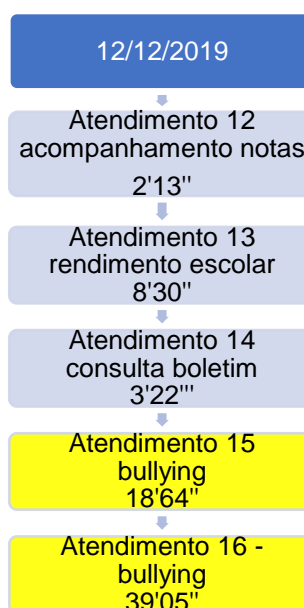 12/12/2019
Atendimento 12
acompanhamento notas
2'13''
Atendimento 13
rendimento escolar
8'30''
Atendimento 14
consulta boletim
3'22'''
Atendimento 15
bullying
18'64''
Atendimento 16 -
bullying
39'05''